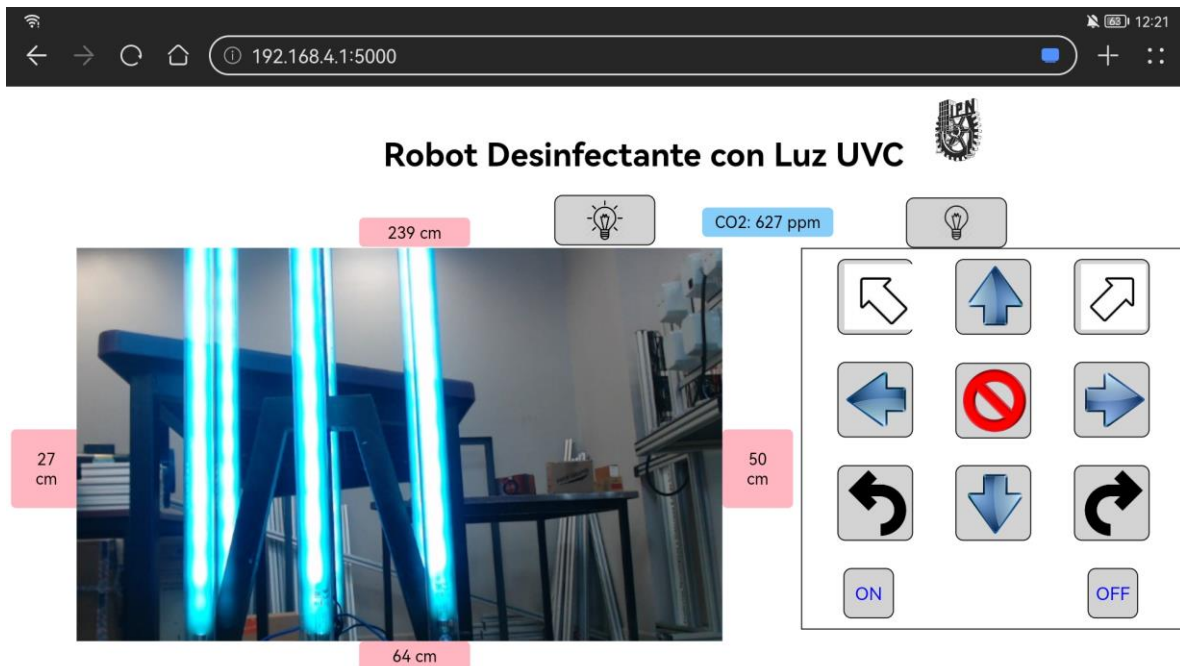 63 12:21
192.168.4.1:5000
IPN
Robot Desinfectante con Luz UVC
239 cm
CO2: 627 ppm
27
cm
50
cm
ON
OFF
64 cm